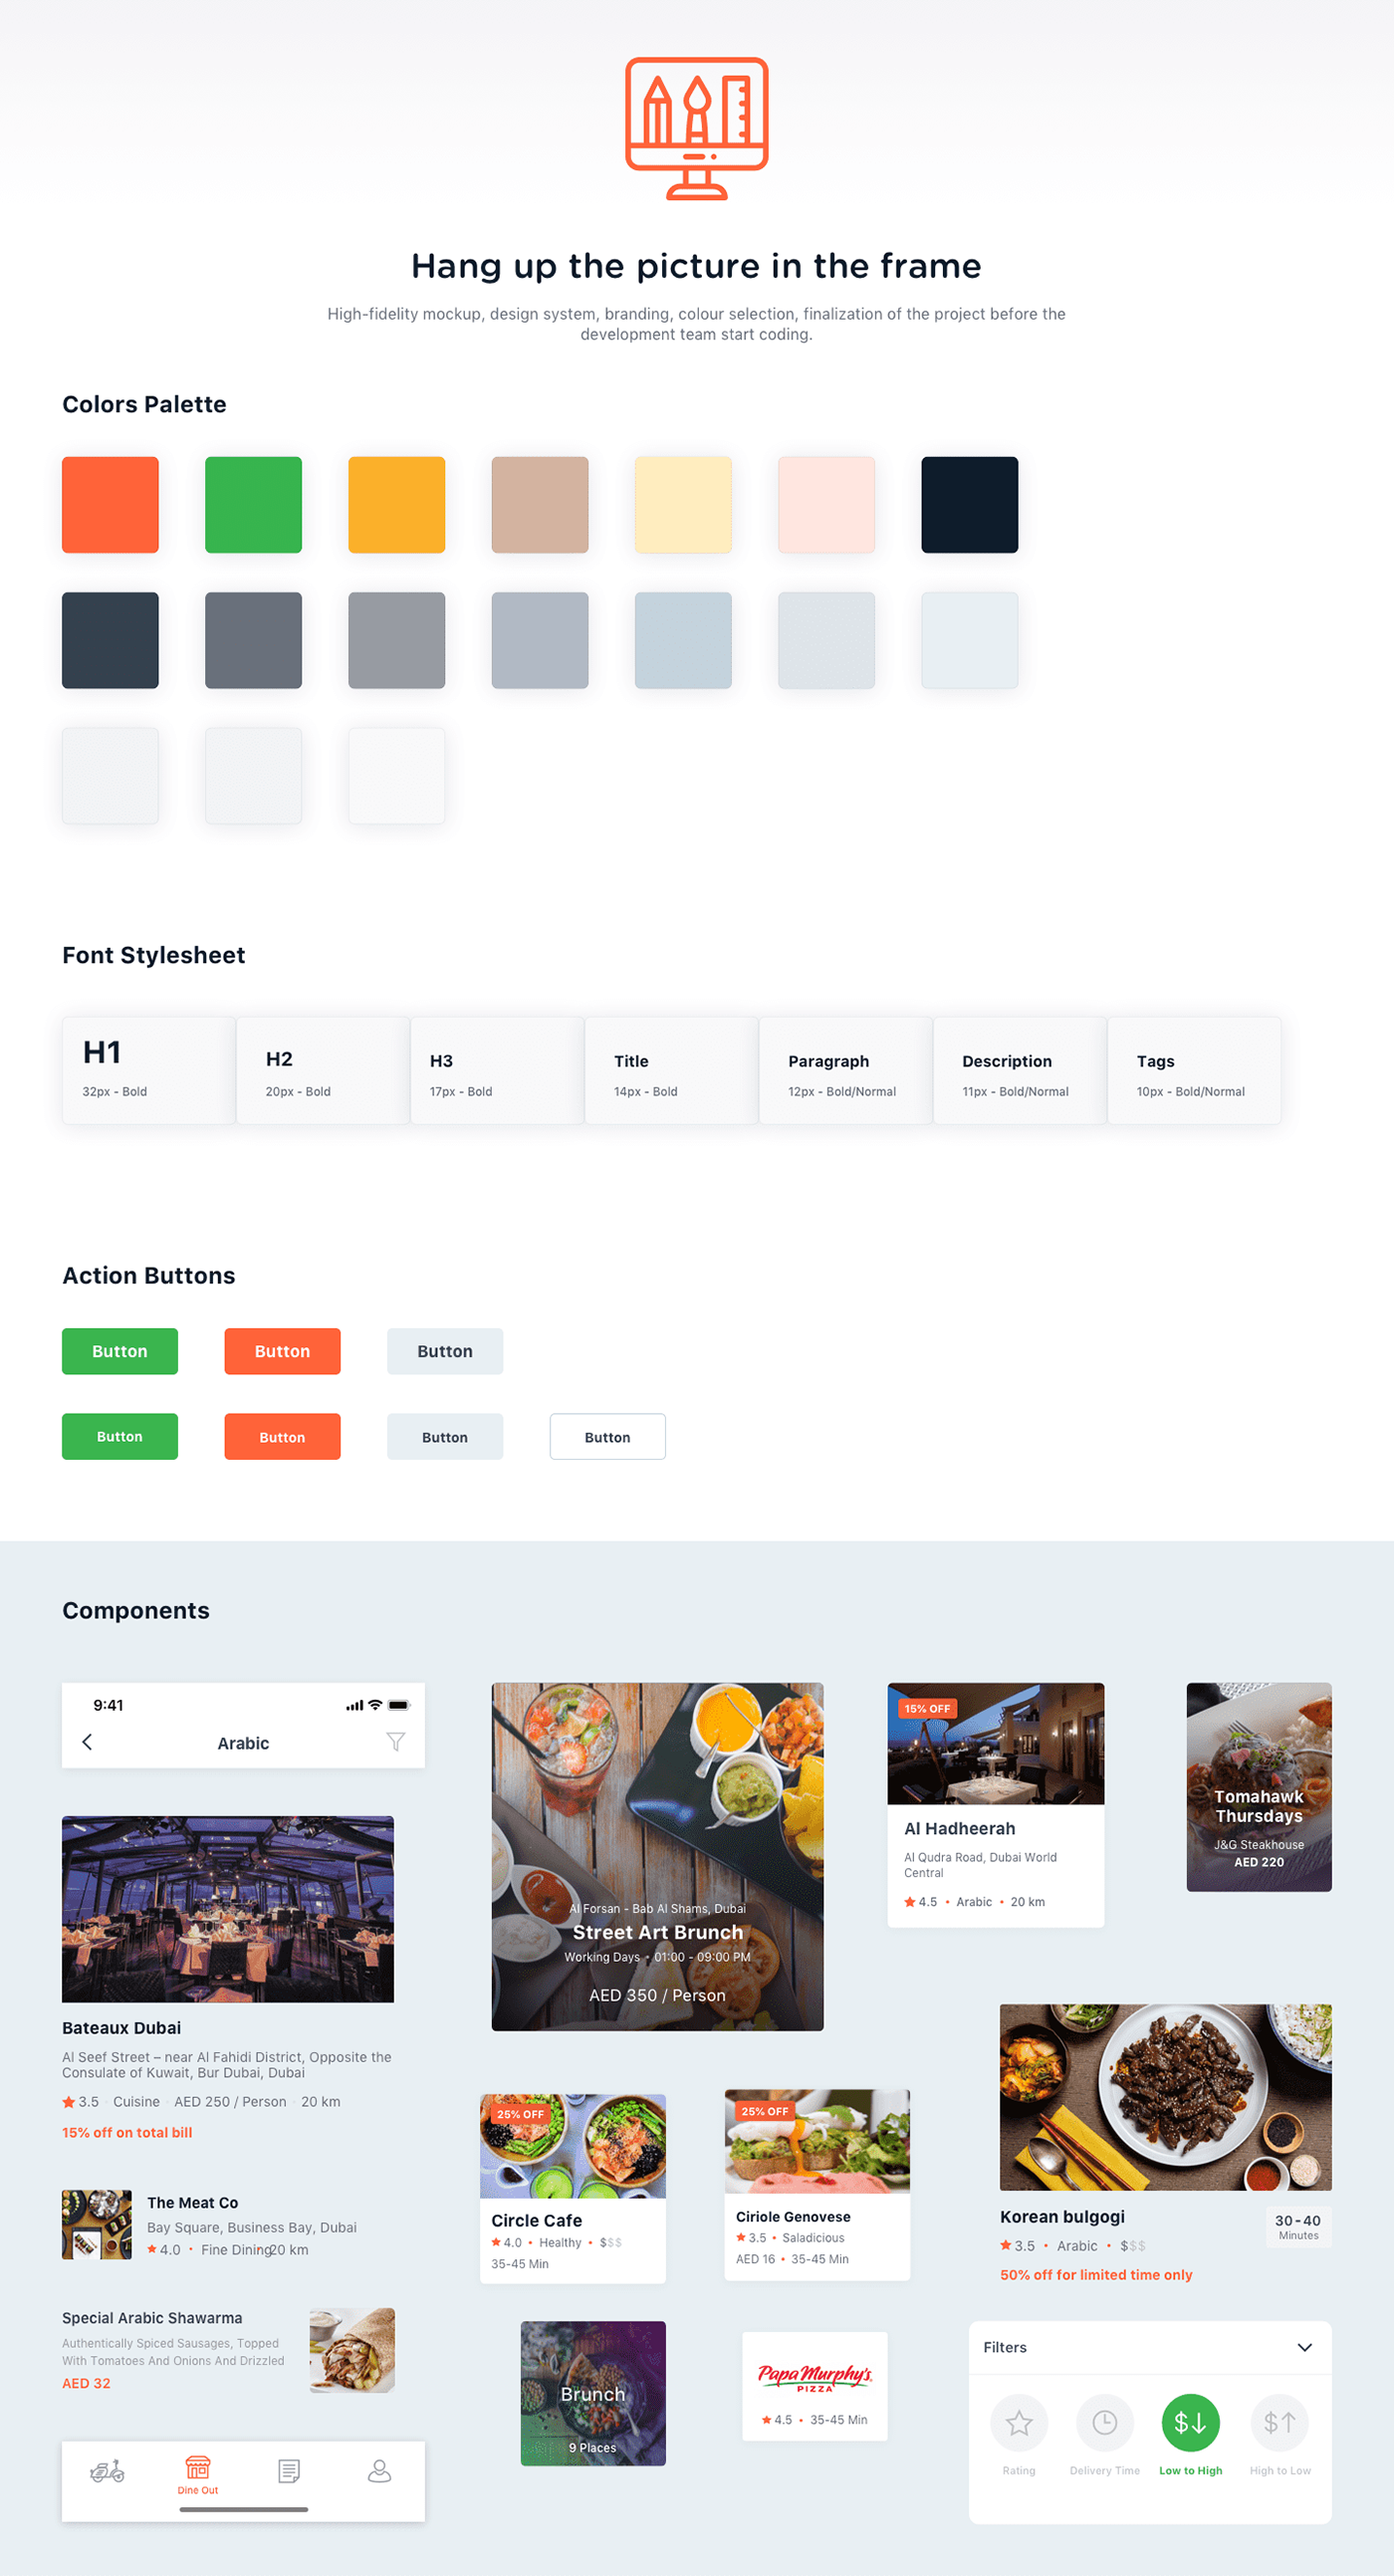 Hang up the picture in the frame
High-fidelity mockup, design system, branding, colour selection, finalization of the project before the
development team start coding.
Colors Palette
Font Stylesheet
H1
32px - Bold
H2
20px - Bold
H3
17px - Bold
Title
14px - Bold
Paragraph
12px - Bold/Normal
Description
11px - Bold/Normal
Tags
10px - Bold/Normal
Action Buttons
Button
Button
Button
Button
Button
Button
Button
Components
9:41
Arabic
Bateaux Dubai
Al Seef Street – near Al Fahidi District, Opposite the
Consulate of Kuwait, Bur Dubai, Dubai
3.5 Cuisine AED 250 / Person 20 km
15% off on total bill
The Meat Co
Bay Square, Business Bay, Dubai
4.0 • Fine Dining • 20 km
Special Arabic Shawarma
Authentically Spiced Sausages, Topped
With Tomatoes And Onions And Drizzled
AED 32
Dine Out
Al Forsan - Bab Al Shams, Dubai
Street Art Brunch
Working Days • 01:00 - 09:00 PM
AED 350 / Person
15% OFF
Al Hadheerah
Al Qudra Road, Dubai World
Central
4.5 • Arabic • 20 km
Tomahawk
Thursdays
J&G Steakhouse
AED 220
25% OFF
Circle Cafe
4.0 • Healthy • $$$
35-45 Min
25% OFF
Ciriole Genovese
3.5 • Saladicious
AED 16 • 35-45 Min
Korean bulgogi
3.5 • Arabic • $$$
50% off for limited time only
30-40
Minutes
Brunch
9 Places
Papa Murphy's
PIZZA
4.5 • 35-45 Min
Filters
Rating
Delivery Time
$↓
Low to High
$↑
High to Low